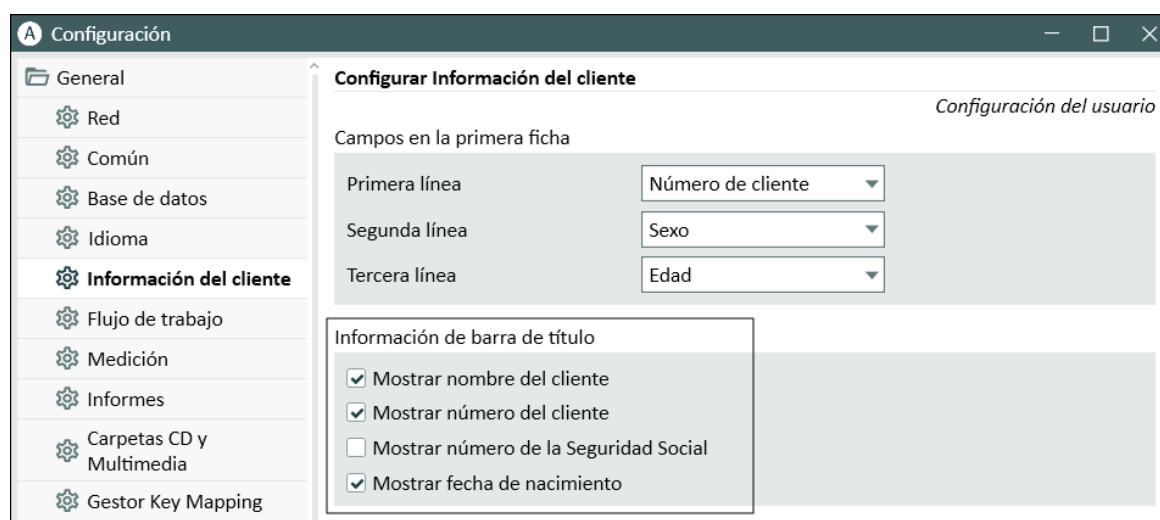 A Configuración
General
Red
Común
Base de datos
Idioma
Información del cliente
Flujo de trabajo
Medición
Informes
Carpetas CD y
Multimedia
Gestor Key Mapping
Configurar Información del cliente
Configuración del usuario
Campos en la primera ficha
Primera línea Número de cliente
Segunda línea Sexo
Tercera línea Edad
Información de barra de título
Mostrar nombre del cliente
Mostrar número del cliente
Mostrar número de la Seguridad Social
Mostrar fecha de nacimiento